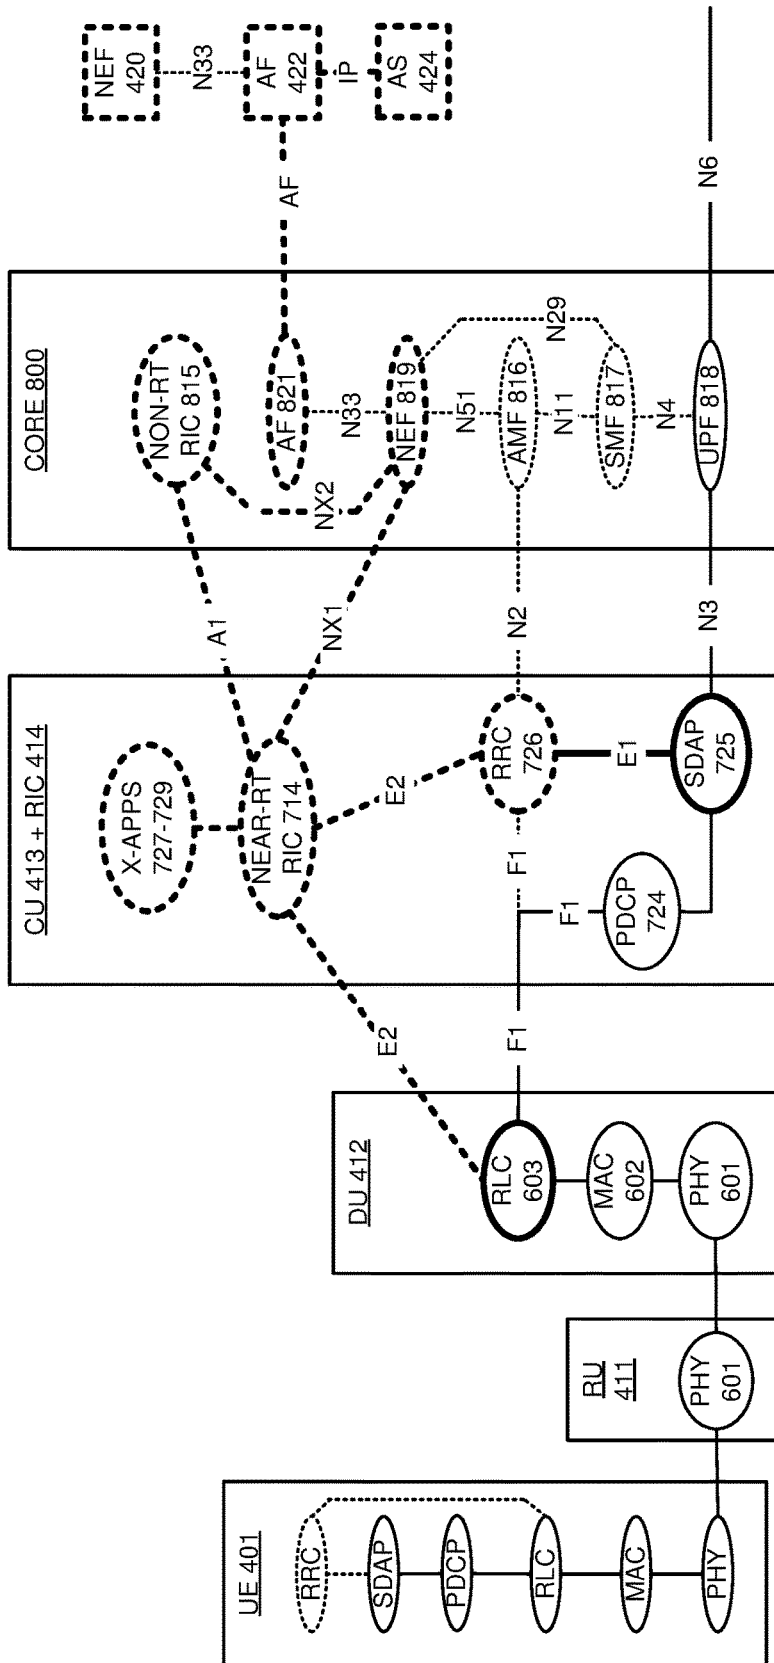 UE 401
RRC
SDAP
PDCP
RLC
MAC
PHY
RU
411
PHY
601
DU 412
RLC
603
MAC
602
PHY
601
E2
F1
CU 413 + RIC 414
X-APPS
727-729
NEAR-RT
RIC 714
E2
RRC
726
F1
F1
PDCP
724
E1
SDAP
725
A1
NX1
N2
N3
CORE 800
NON-RT
RIC 815
NX2
AF 821
N33
NEF 819
N51
N29
AMF 816
N11
SMF 817
N4
UPF 818
AF
N6
NEF
420
N33
AF
422
IP
AS
424